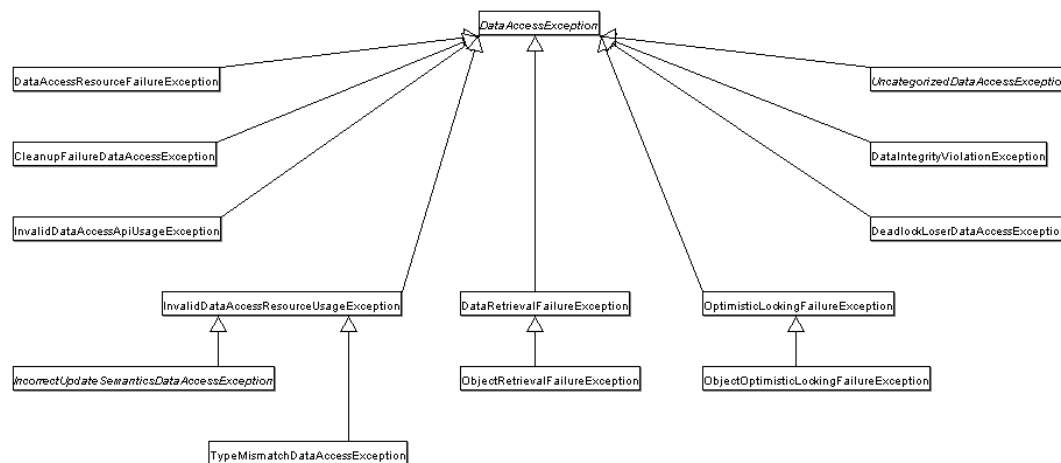 DataAccessException
DataAccessResourceFailureException
UncategorizedDataAccessExceptio
CleanupFailureDataAccessException
DataIntegrityViolationException
InvalidDataAccessApiUsageException
DeadlockLoserDataAccessExceptio
InvalidDataAccessResourceUsageException
DataRetrievalFailureException
OptimisticLockingFailureException
IncorrectUpdateSemanticsDataAccessException
ObjectRetrievalFailureException
ObjectOptimisticLockingFailureException
TypeMismatchDataAccessException